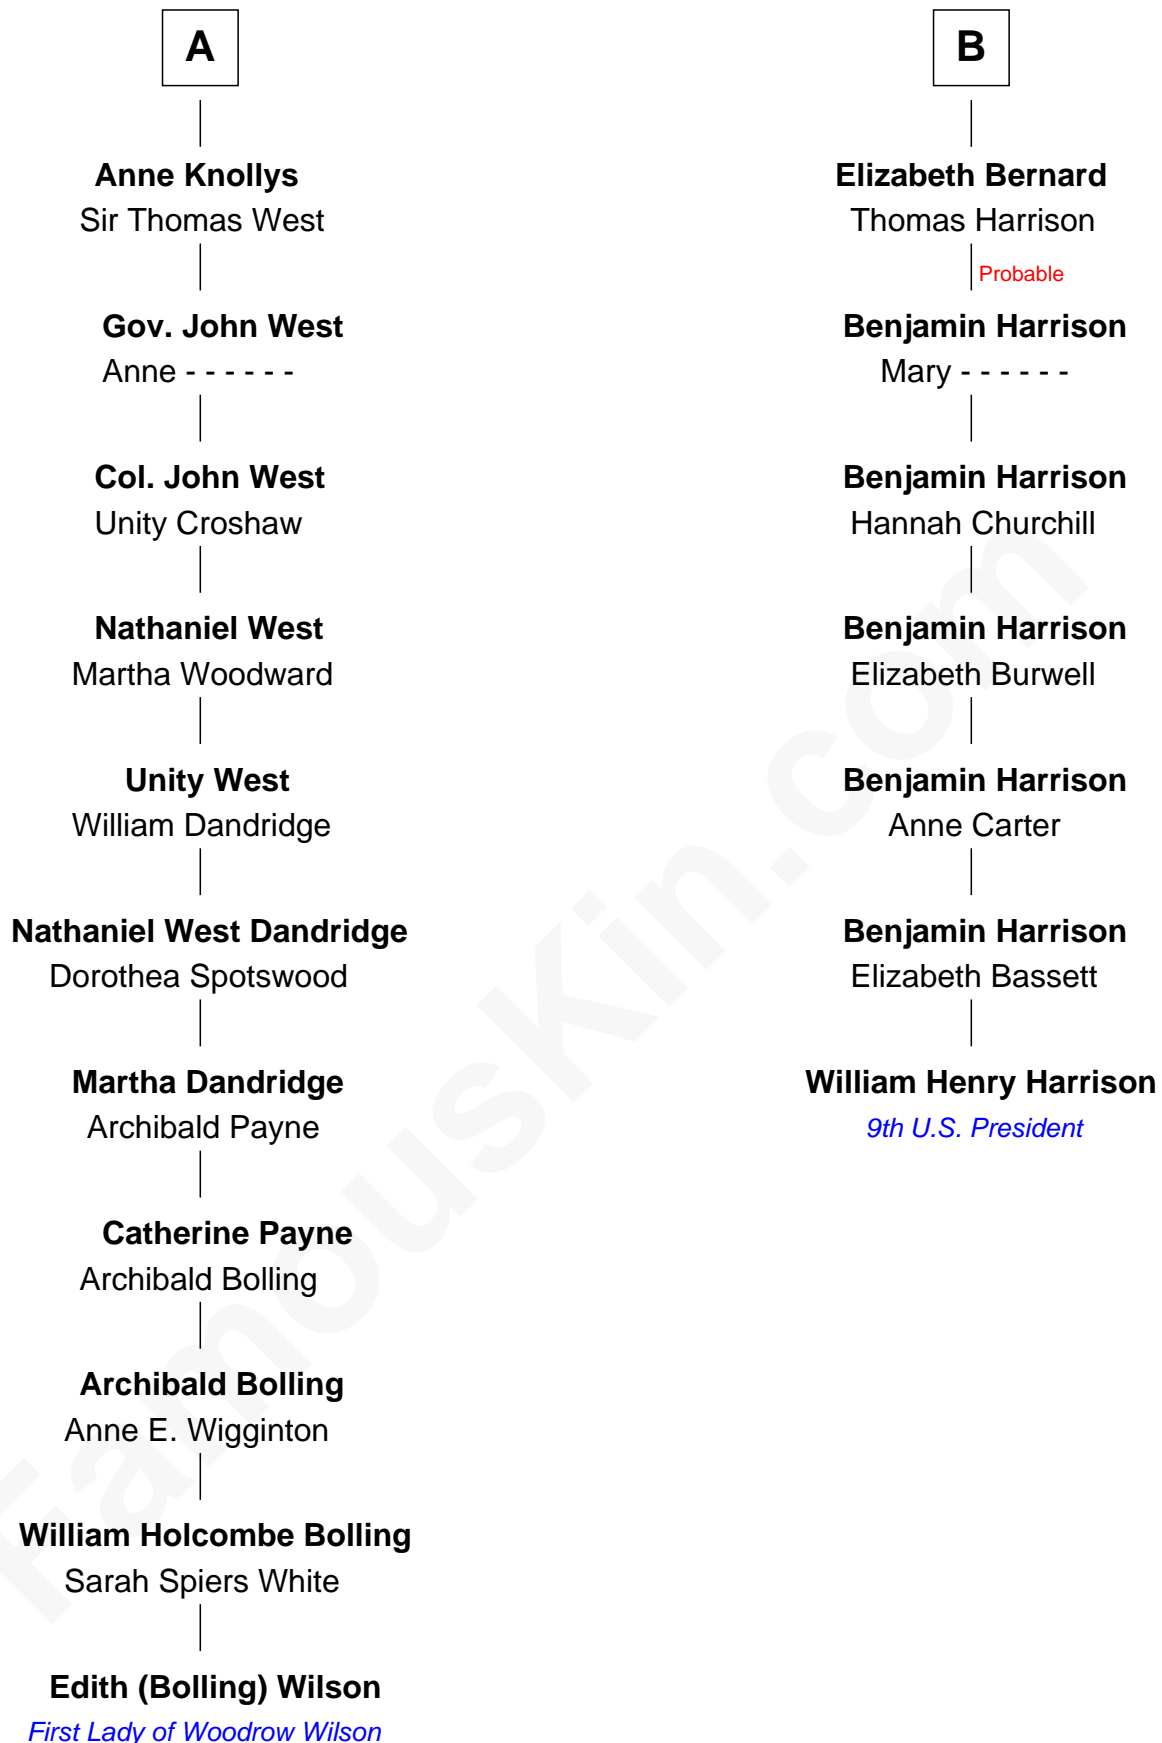 A
Anne Knollys
Sir Thomas West
Gov. John West
Anne - - - - - -
Col. John West
Unity Croshaw
Nathaniel West
Martha Woodward
Unity West
William Dandridge
Nathaniel West Dandridge
Dorothea Spotswood
Martha Dandridge
Archibald Payne
Catherine Payne
Archibald Bolling
Archibald Bolling
Anne E. Wigginton
William Holcombe Bolling
Sarah Spiers White
Edith (Bolling) Wilson
First Lady of Woodrow Wilson
B
Elizabeth Bernard
Thomas Harrison
Probable
Benjamin Harrison
Mary - - - - - -
Benjamin Harrison
Hannah Churchill
Benjamin Harrison
Elizabeth Burwell
Benjamin Harrison
Anne Carter
Benjamin Harrison
Elizabeth Bassett
William Henry Harrison
9th U.S. President
FamousKin.com